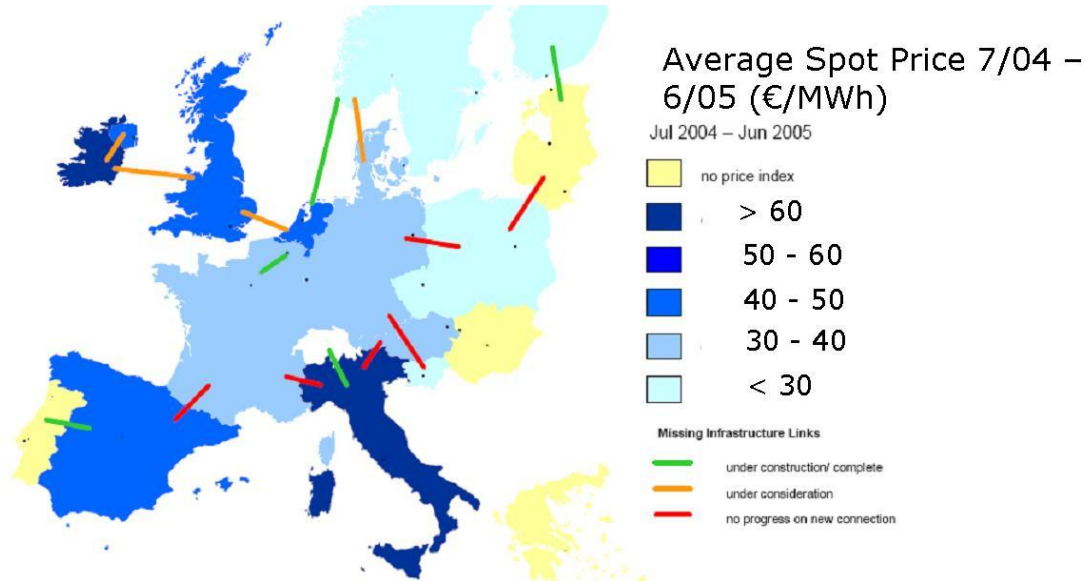 Average Spot Price 7/04 –
6/05 (€/MWh)
Jul 2004 – Jun 2005
no price index
> 60
50 - 60
40 - 50
30 - 40
< 30
Missing Infrastructure Links
under construction/ complete
under consideration
no progress on new connection